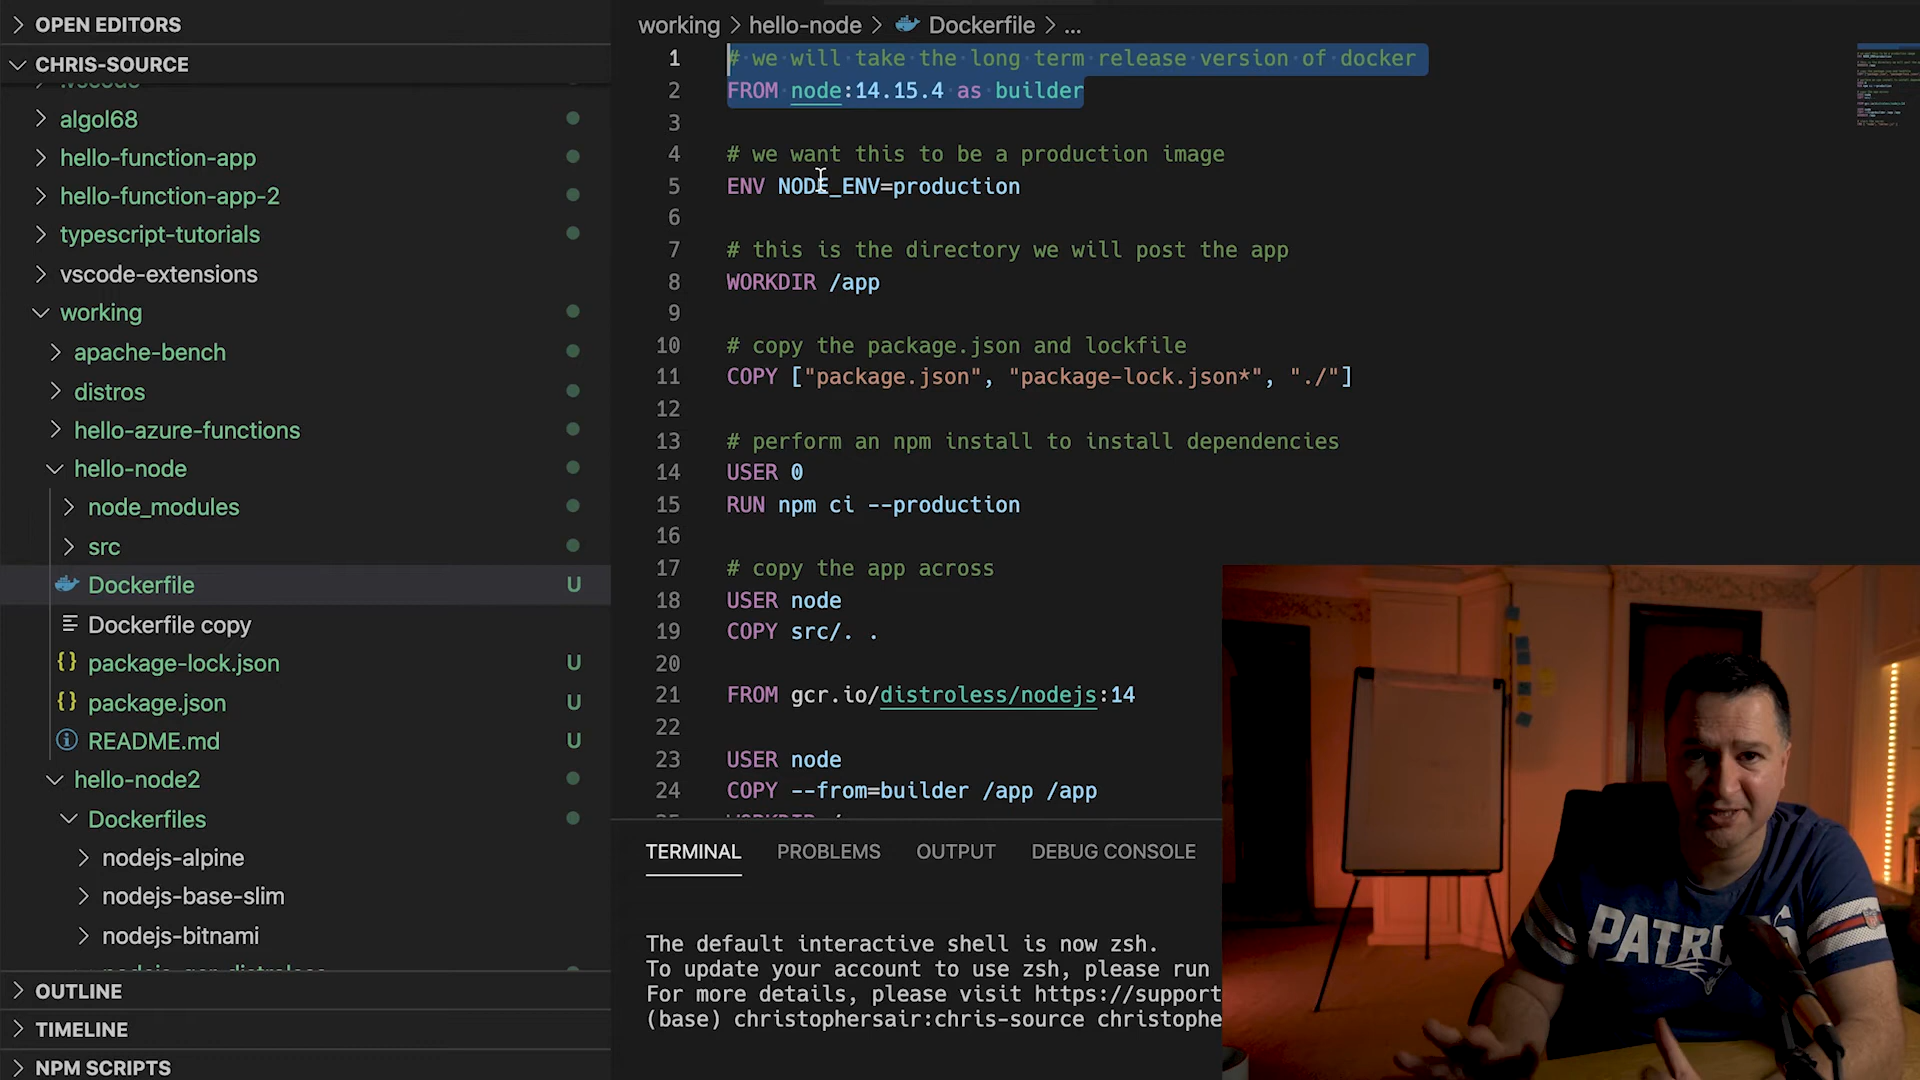 OPEN EDITORS
CHRIS-SOURCE
.vscode
algol68
hello-function-app
hello-function-app-2
typescript-tutorials
vscode-extensions
working
apache-bench
distros
hello-azure-functions
hello-node
node_modules
src
Dockerfile U
Dockerfile copy
package-lock.json U
package.json U
README.md U
hello-node2
Dockerfiles
nodejs-alpine
nodejs-base-slim
nodejs-bitnami
OUTLINE
TIMELINE
NPM SCRIPTS
working > hello-node > Dockerfile > ...
1 # we will take the long term release version of docker
2 FROM node:14.15.4 as builder
3
4 # we want this to be a production image
5 ENV NODE_ENV=production
6
7 # this is the directory we will post the app
8 WORKDIR /app
9
10 # copy the package.json and lockfile
11 COPY ["package.json", "package-lock.json*", "./"]
12
13 # perform an npm install to install dependencies
14 USER 0
15 RUN npm ci --production
16
17 # copy the app across
18 USER node
19 COPY src/. .
20
21 FROM gcr.io/distroless/nodejs:14
22
23 USER node
24 COPY --from=builder /app /app
TERMINAL PROBLEMS OUTPUT DEBUG CONSOLE
The default interactive shell is now zsh.
To update your account to use zsh, please run
For more details, please visit https://support
(base) christophersair:chris-source christophe
PATRI S